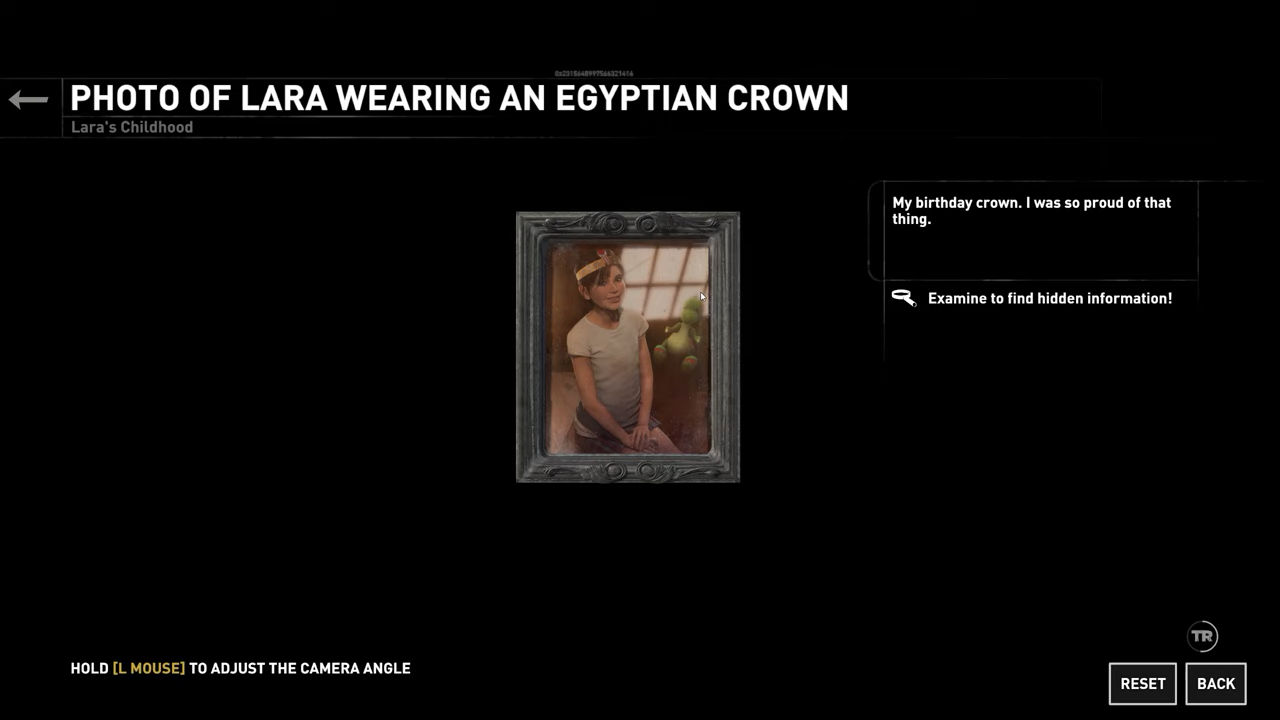 PHOTO OF LARA WEARING AN EGYPTIAN CROWN
Lara's Childhood
My birthday crown. I was so proud of that
thing.
Examine to find hidden information!
TR
HOLD [L MOUSE] TO ADJUST THE CAMERA ANGLE
RESET
BACK